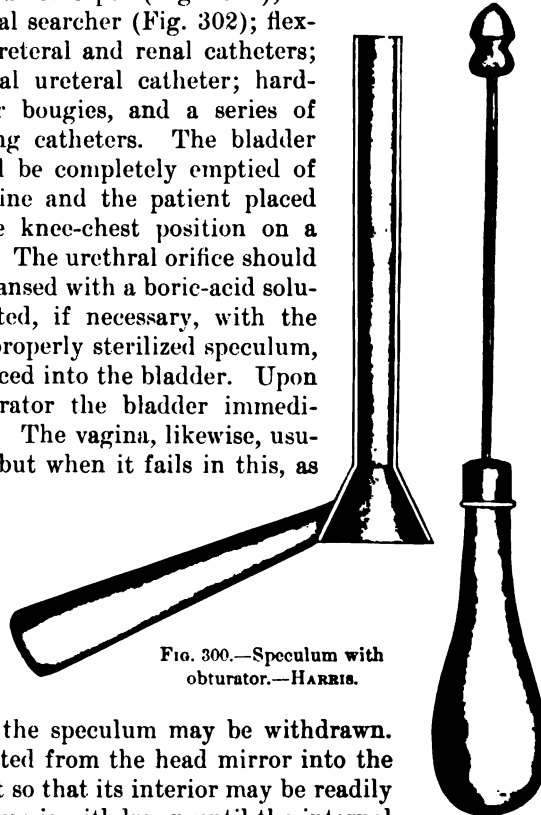 al searcher (Fig. 302); flex-
reteral and renal catheters;
al ureteral catheter; hard-
r bougies, and a series of
ng catheters. The bladder
d be completely emptied of
ine and the patient placed
e knee-chest position on a
The urethral orifice should
ansed with a boric-acid solu-
ted, if necessary, with the
properly sterilized speculum,
ced into the bladder. Upon
rator the bladder immedi-
The vagina, likewise, usu-
but when it fails in this, as
Fig. 300.—Speculum with
obturator.—Harris.
the speculum may be withdrawn.
ted from the head mirror into the
t so that its interior may be readily